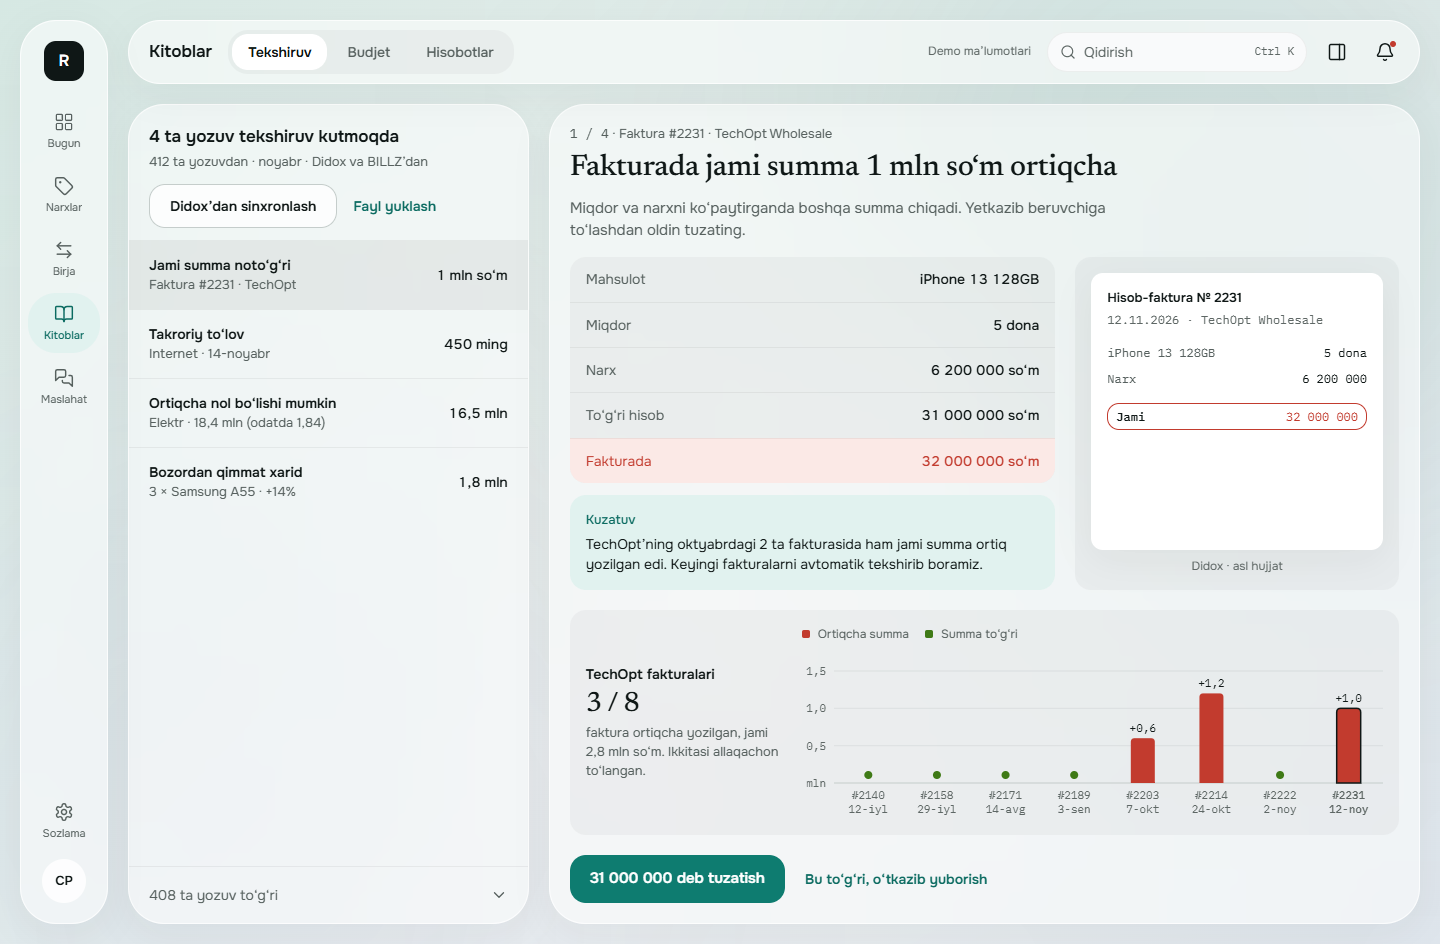 R
Bugun
Narxlar
Birja
Kitoblar
Maslahat
Sozlama
CP
Kitoblar
Tekshiruv
Budjet
Hisobotlar
Demo maʼlumotlari
Qidirish
Ctrl K
4 ta yozuv tekshiruv kutmoqda
412 ta yozuvdan · noyabr · Didox va BILLZ’dan
Didox’dan sinxronlash
Fayl yuklash
Jami summa noto‘g‘ri
Faktura #2231 · TechOpt
1 mln so‘m
Takroriy to‘lov
Internet · 14-noyabr
450 ming
Ortiqcha nol bo‘lishi mumkin
Elektr · 18,4 mln (odatda 1,84)
16,5 mln
Bozordan qimmat xarid
3 × Samsung A55 · +14%
1,8 mln
408 ta yozuv to‘g‘ri
1 / 4 · Faktura #2231 · TechOpt Wholesale
Fakturada jami summa 1 mln so‘m ortiqcha
Miqdor va narxni ko‘paytirganda boshqa summa chiqadi. Yetkazib beruvchiga
to‘lashdan oldin tuzating.
Mahsulot
iPhone 13 128GB
Miqdor
5 dona
Narx
6 200 000 so‘m
To‘g‘ri hisob
31 000 000 so‘m
Fakturada
32 000 000 so‘m
Kuzatuv
TechOpt’ning oktyabrdagi 2 ta fakturasida ham jami summa ortiq
yozilgan edi. Keyingi fakturalarni avtomatik tekshirib boramiz.
Hisob-faktura № 2231
12.11.2026 · TechOpt Wholesale
iPhone 13 128GB
5 dona
Narx
6 200 000
Jami
32 000 000
Didox · asl hujjat
TechOpt fakturalari
3 / 8
faktura ortiqcha yozilgan, jami
2,8 mln so‘m. Ikkitasi allaqachon
to‘langan.
Ortiqcha summa
Summa to‘g‘ri
1,5
1,0
0,5
mln
+0,6
+1,2
+1,0
#2140
12-iyl
#2158
29-iyl
#2171
14-avg
#2189
3-sen
#2203
7-okt
#2214
24-okt
#2222
2-noy
#2231
12-noy
31 000 000 deb tuzatish
Bu to‘g‘ri, o‘tkazib yuborish